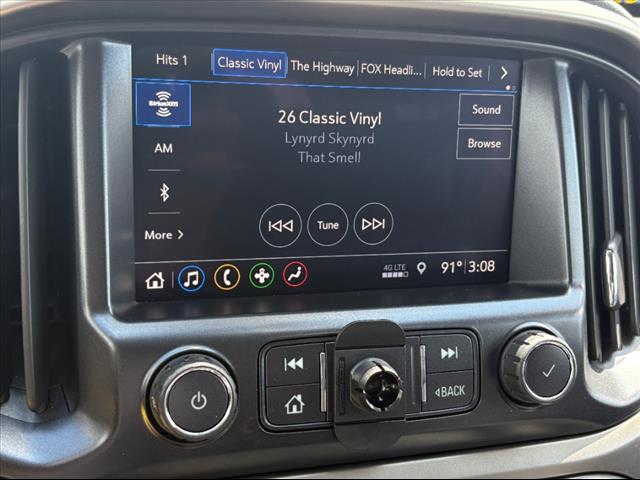 Hits 1 Classic Vinyl The Highway FOX Headli... Hold to Set
SiriusXM
26 Classic Vinyl
Sound
Lynyrd Skynyrd
AM
Browse
That Smell
More
Tune
4G LTE
91° 3:08
BACK